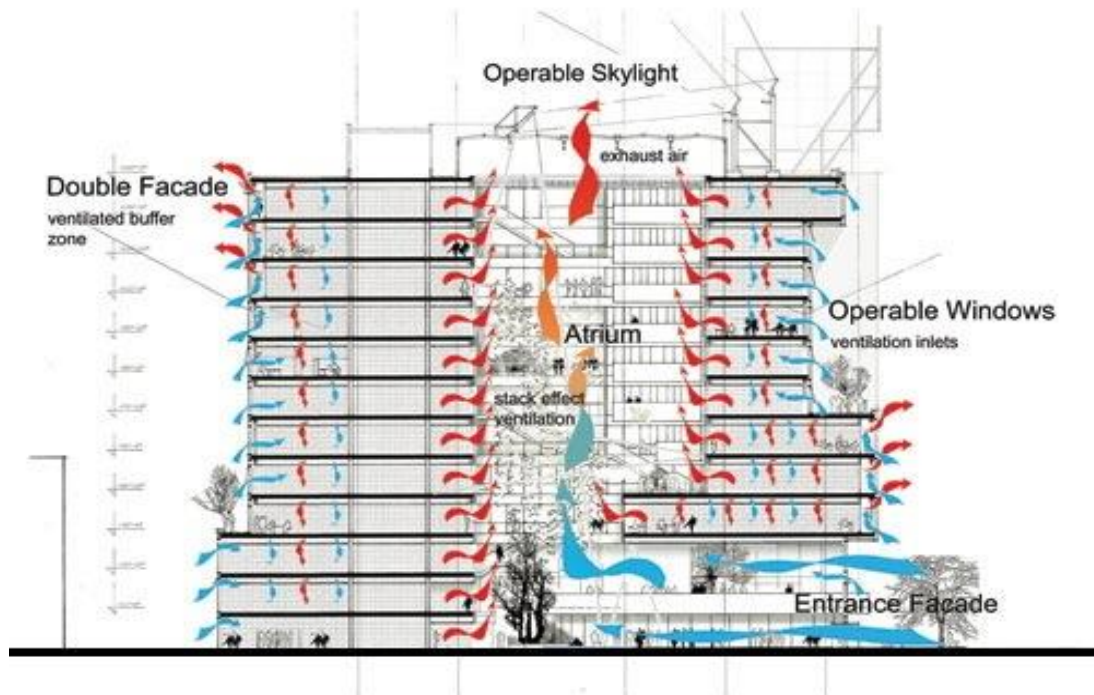 Operable Skylight
exhaust air
Double Facade
ventilated buffer
zone
Operable Windows
ventilation inlets
Atrium
stack effect
ventilation
Entrance Facade